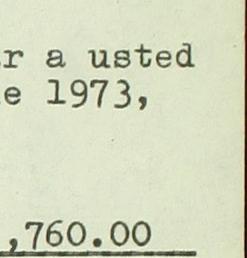 r a usted
e 1973,
,760.00